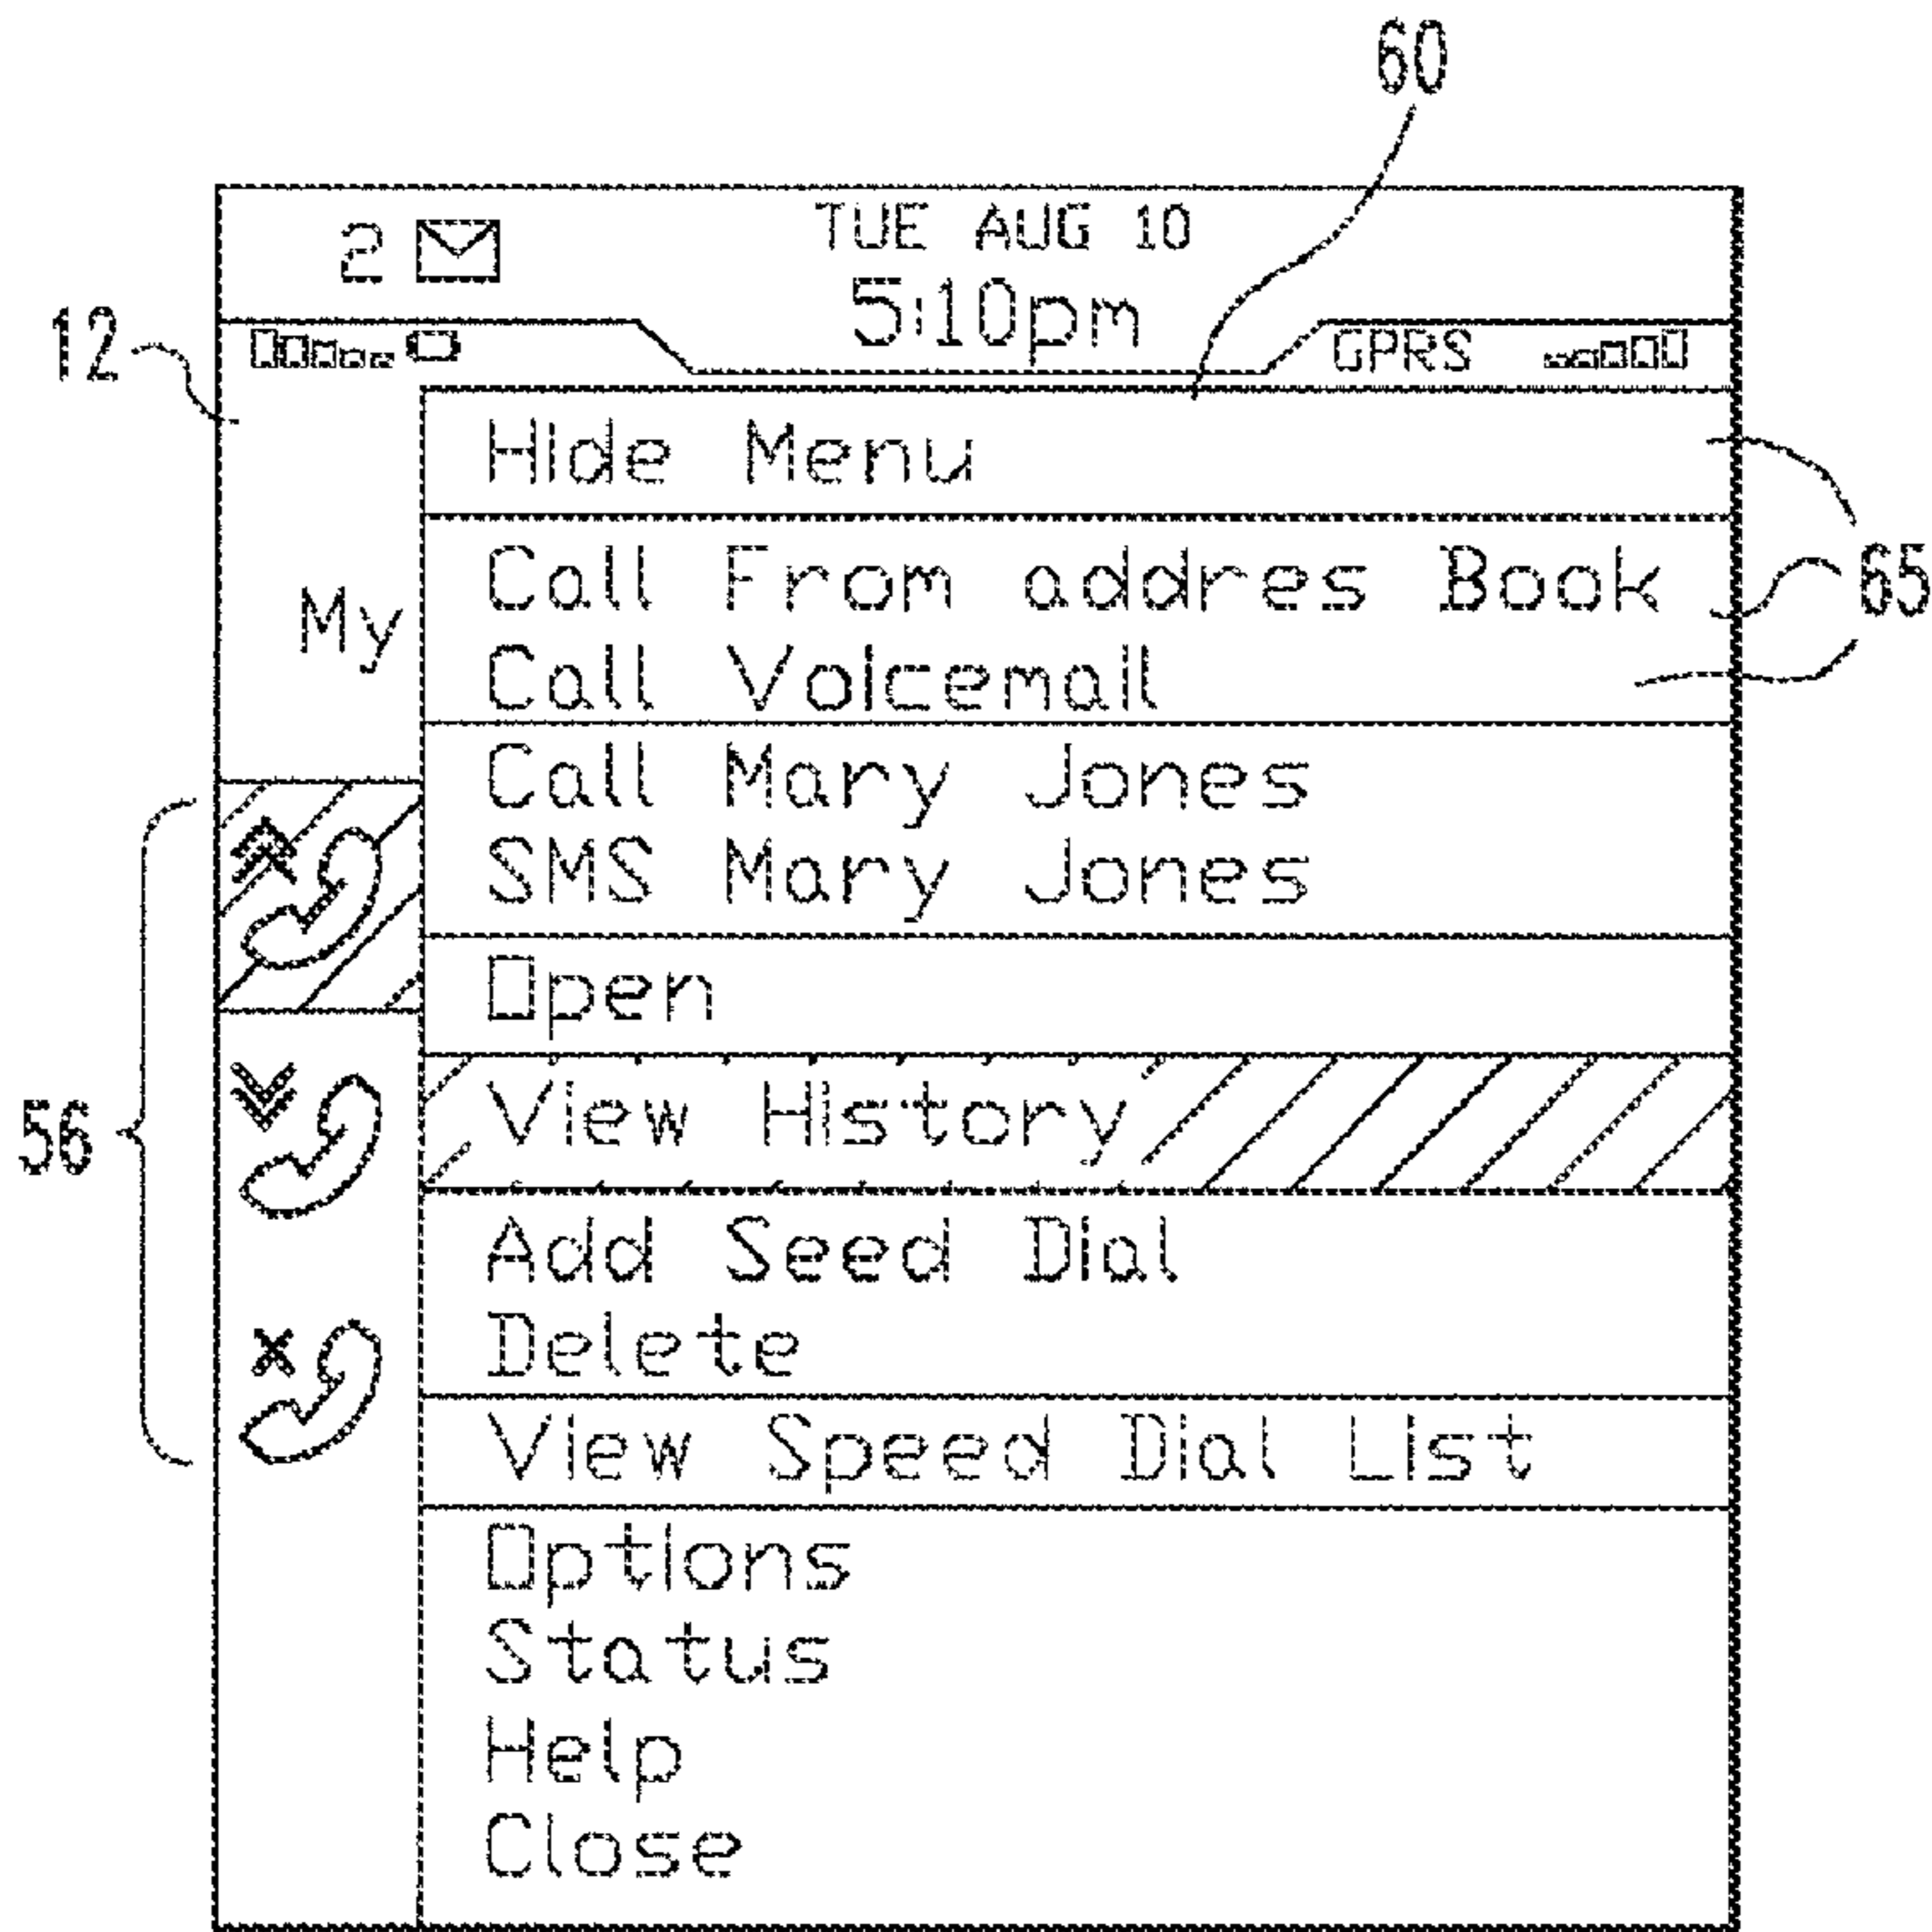 60
2 TUE AUG 10
5:10pm
12
GPRS
Hide Menu
Call From addres Book
65
My
Call Voicemail
Call Mary Jones
SMS Mary Jones
Open
View History
56
Add Seed Dial
Delete
View Speed Dial List
Options
Status
Help
Close